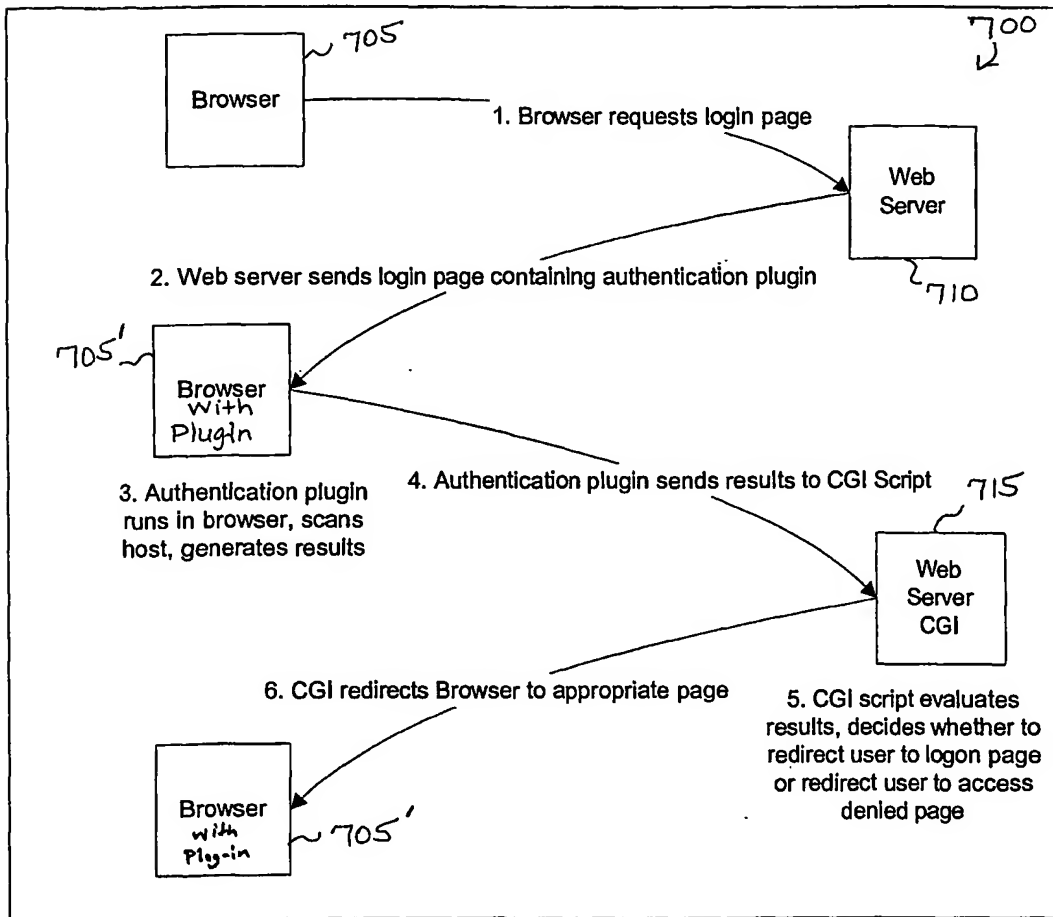 705
700
Browser
1. Browser requests login page
Web
Server
2. Web server sends login page containing authentication plugin
710
705'
Browser
with
Plugin
4. Authentication plugin sends results to CGI Script
715
3. Authentication plugin
runs in browser, scans
host, generates results
Web
Server
CGI
6. CGI redirects Browser to appropriate page
5. CGI script evaluates
results, decides whether to
redirect user to logon page
or redirect user to access
denied page
Browser
with
Plug-in
705'